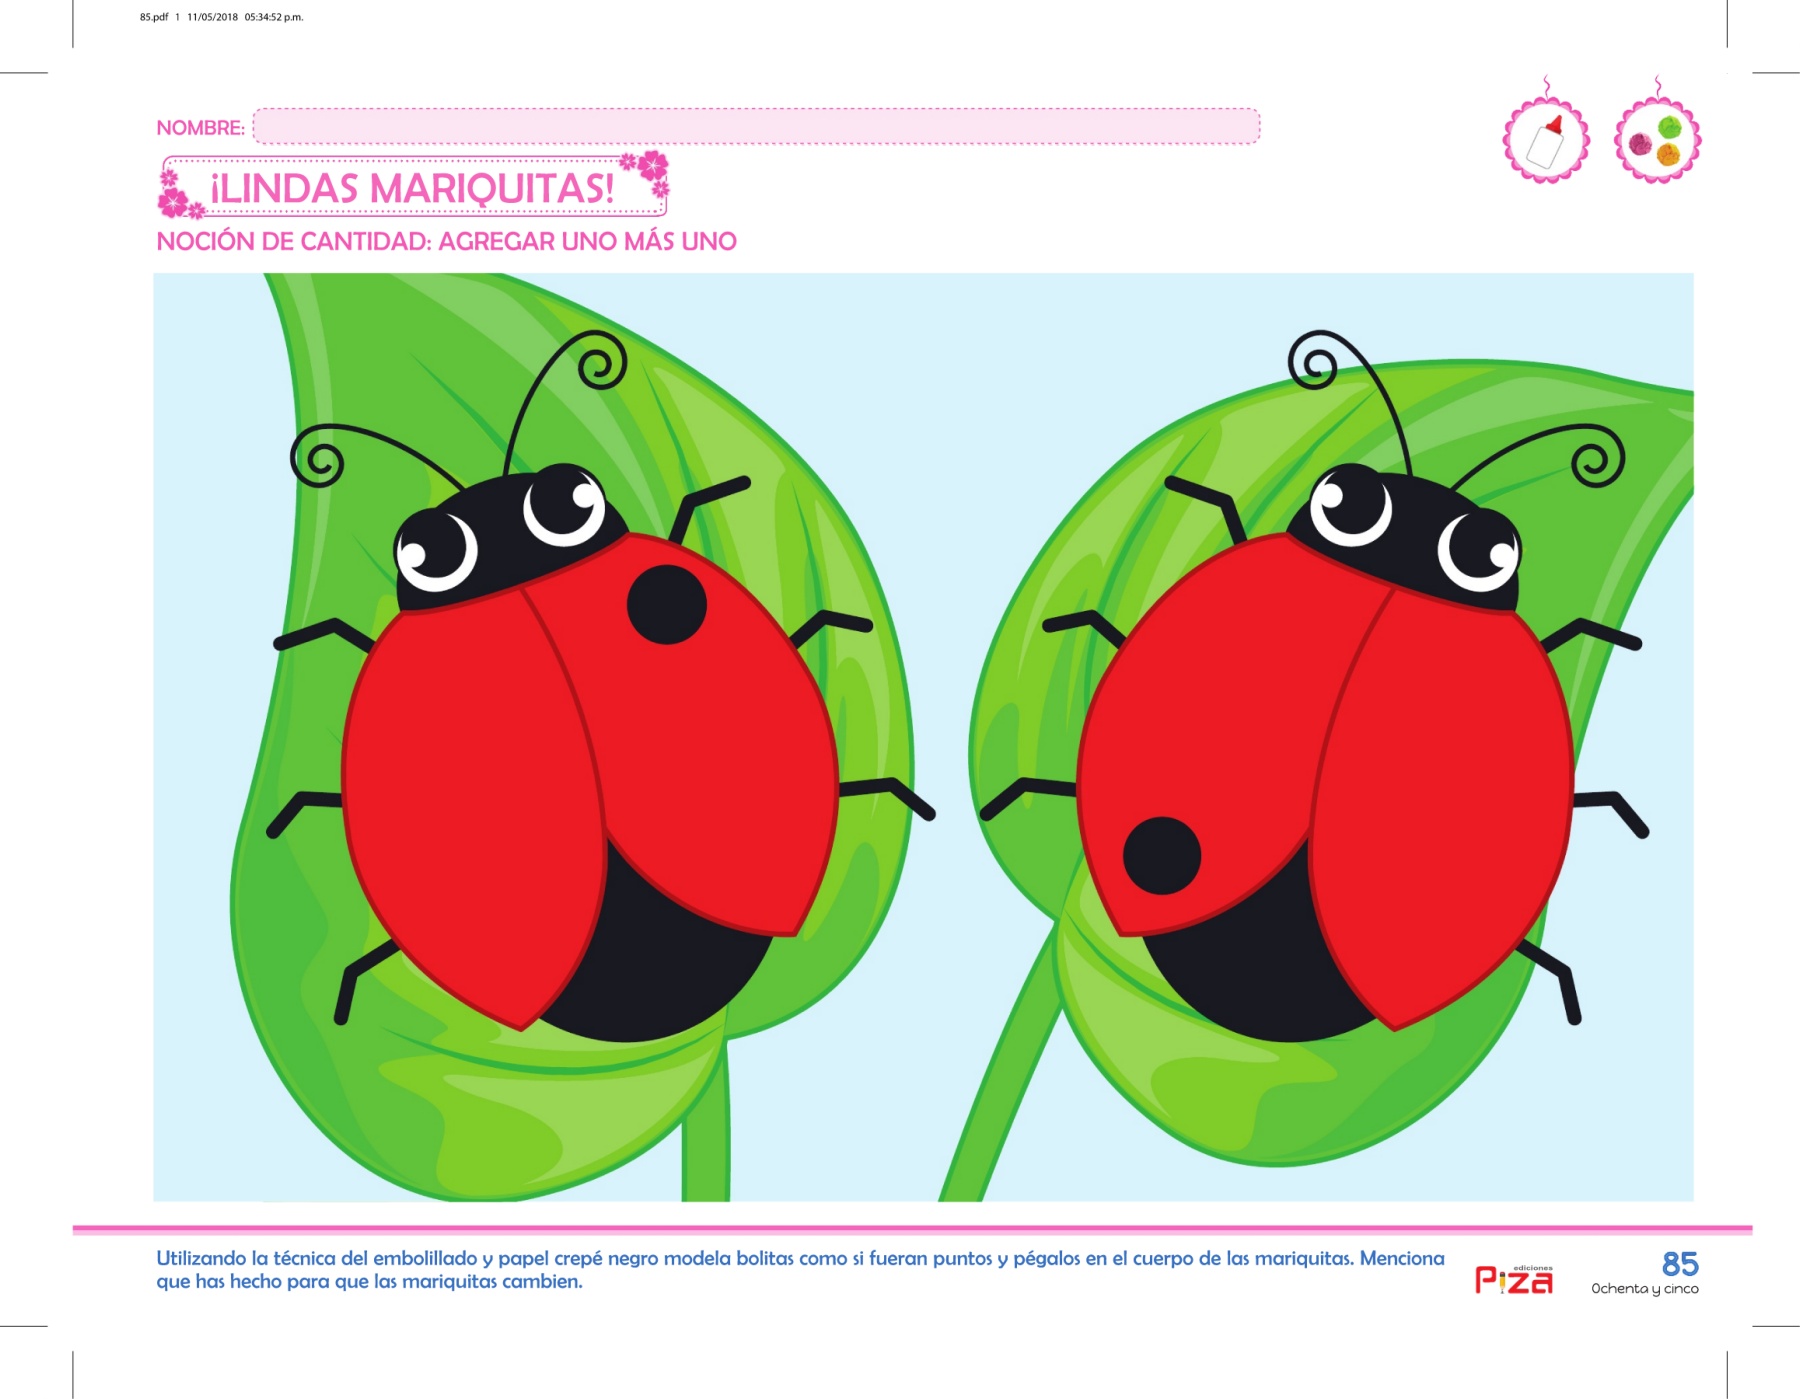 85.pdf 1 11/05/2018 05:34:52 p.m.
NOMBRE:
¡LINDAS MARIQUITAS!
NOCIÓN DE CANTIDAD: AGREGAR UNO MÁS UNO
Utilizando la técnica del embolillado y papel crepé negro modela bolitas como si fueran puntos y pégalos en el cuerpo de las mariquitas. Menciona
que has hecho para que las mariquitas cambien.
ediciones
Piza
85
Ochenta y cinco